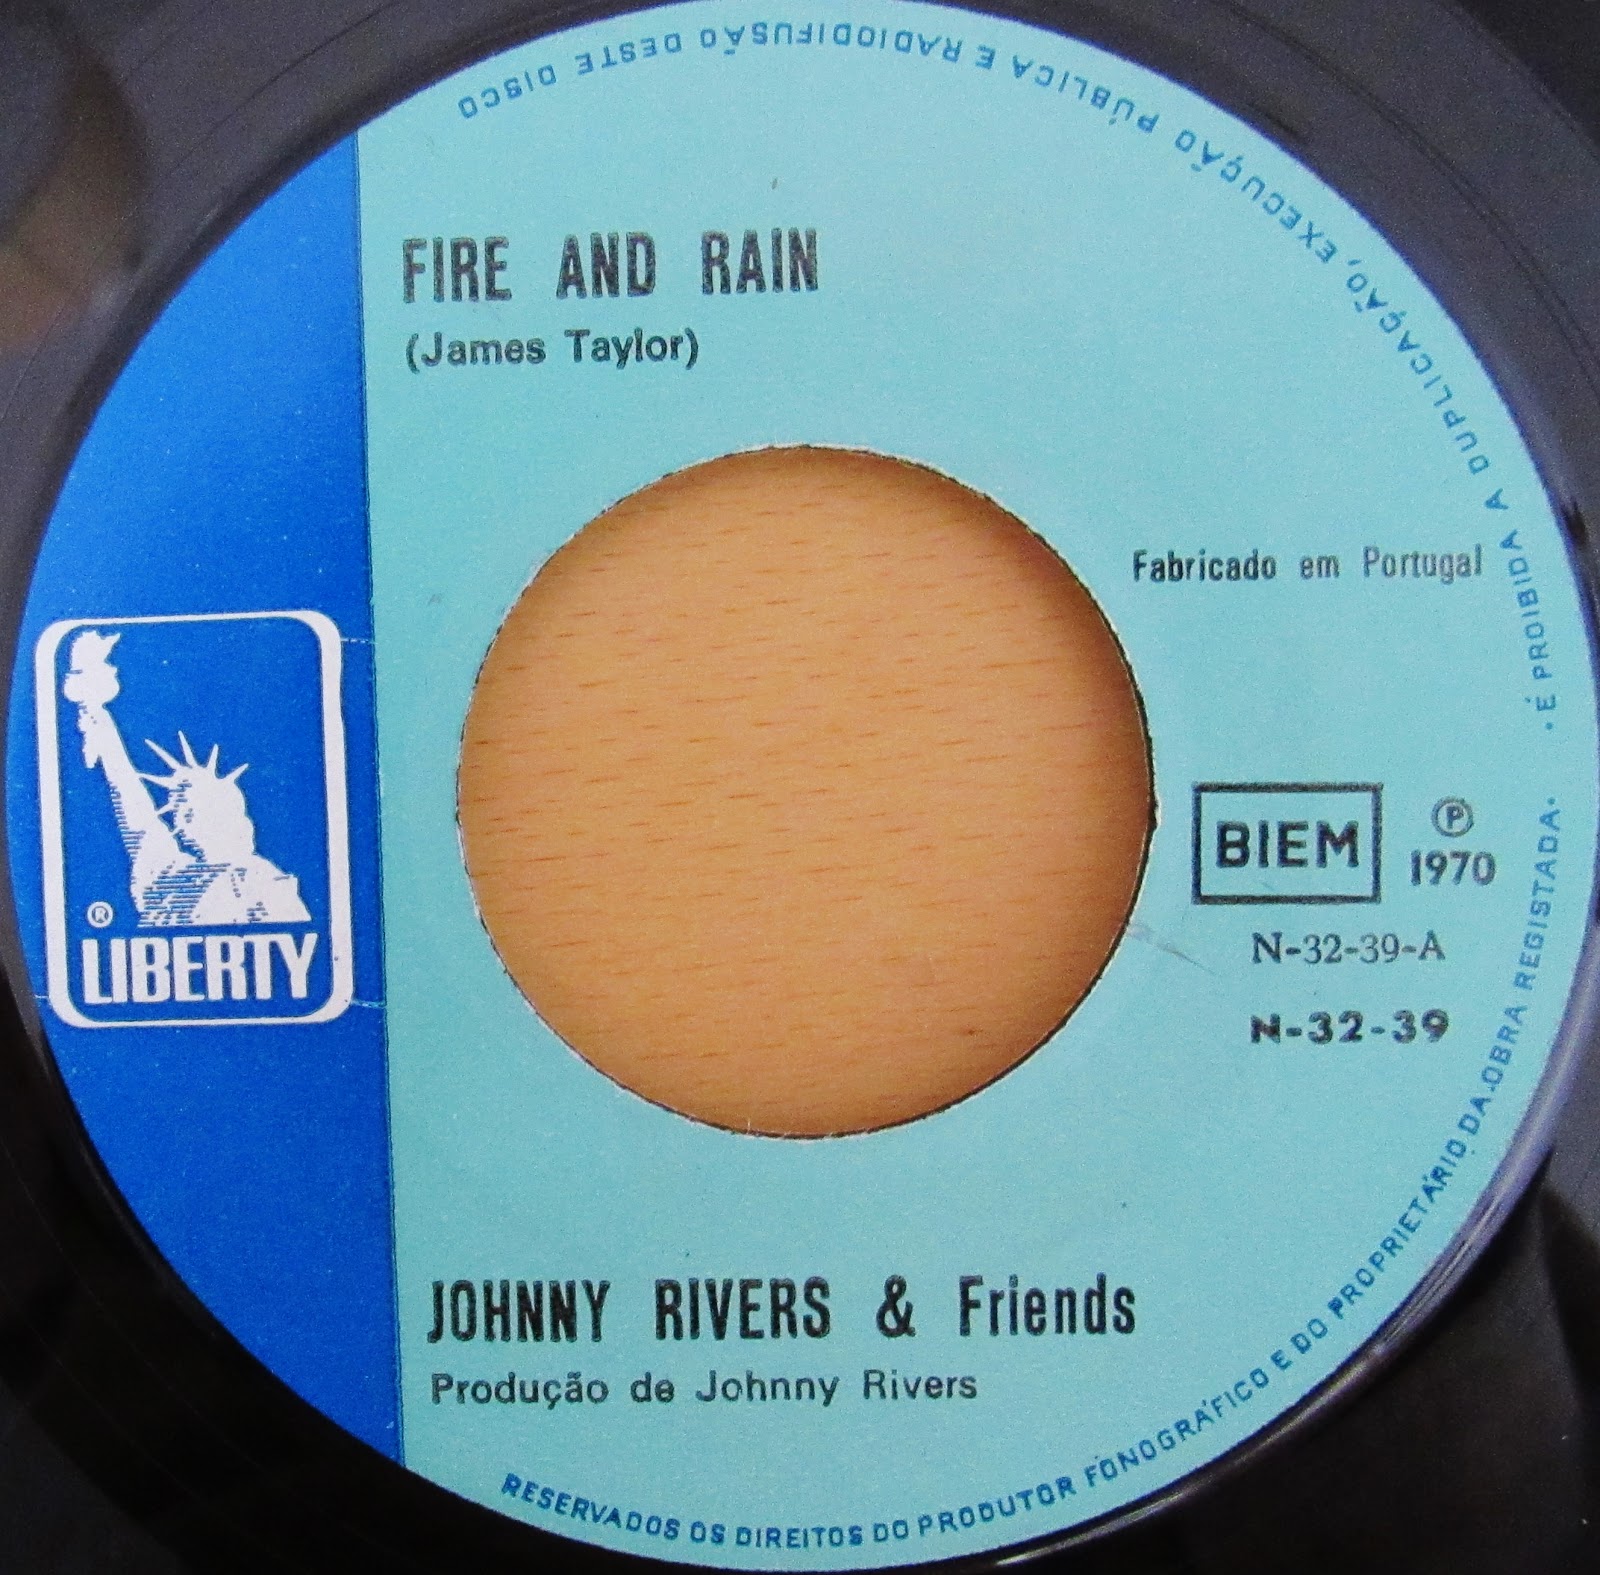 FIRE AND RAIN
(James Taylor)
Fabricado em Portugal
BIEM
℗
1970
N-32-39-A
N-32-39
® LIBERTY
JOHNNY RIVERS & Friends
Produção de Johnny Rivers
RESERVADOS OS DIREITOS DO PRODUTOR FONOGRÁFICO E DO PROPRIETÁRIO DA OBRA REGISTADA. · É PROIBIDA A DUPLICAÇÃO, EXECUÇÃO PÚBLICA E RADIODIFUSÃO DESTE DISCO